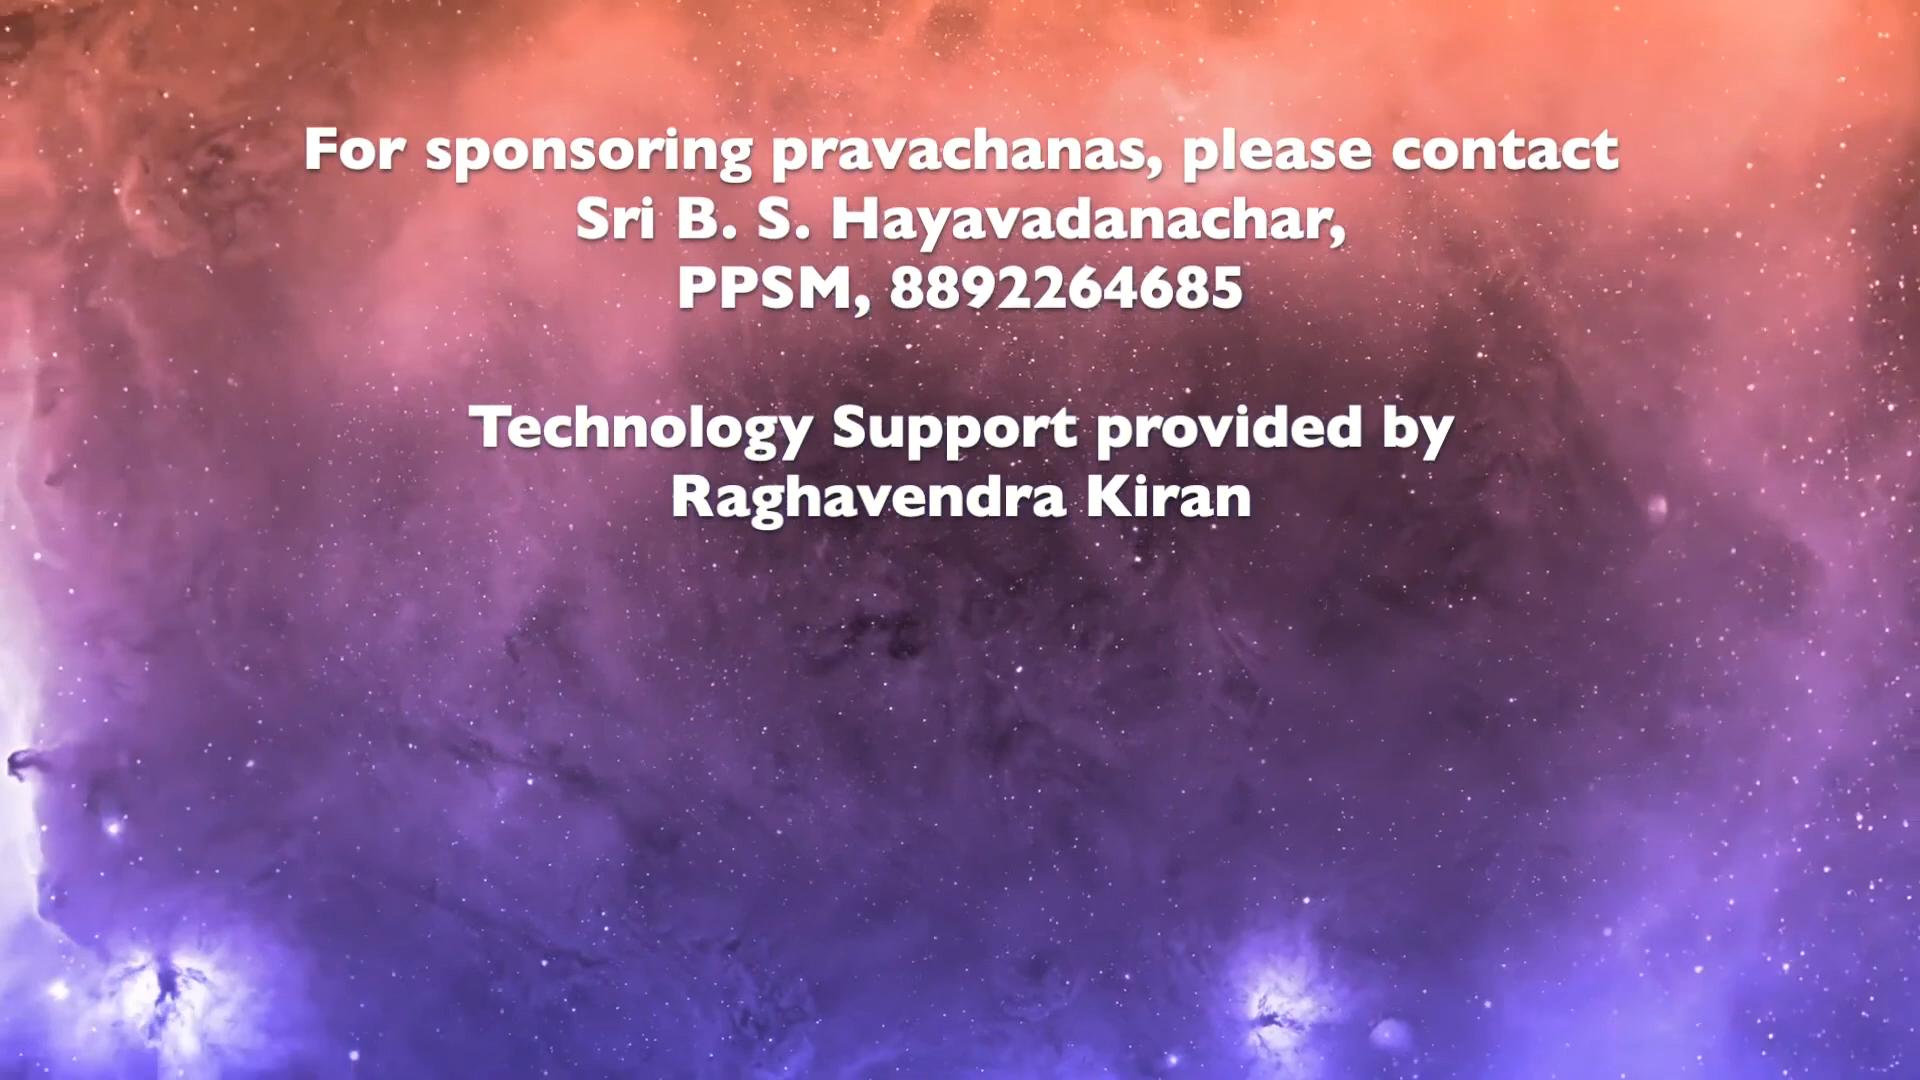 For sponsoring pravachanas, please contact
Sri B. S. Hayavadanachar,
PPSM, 8892264685
Technology Support provided by
Raghavendra Kiran